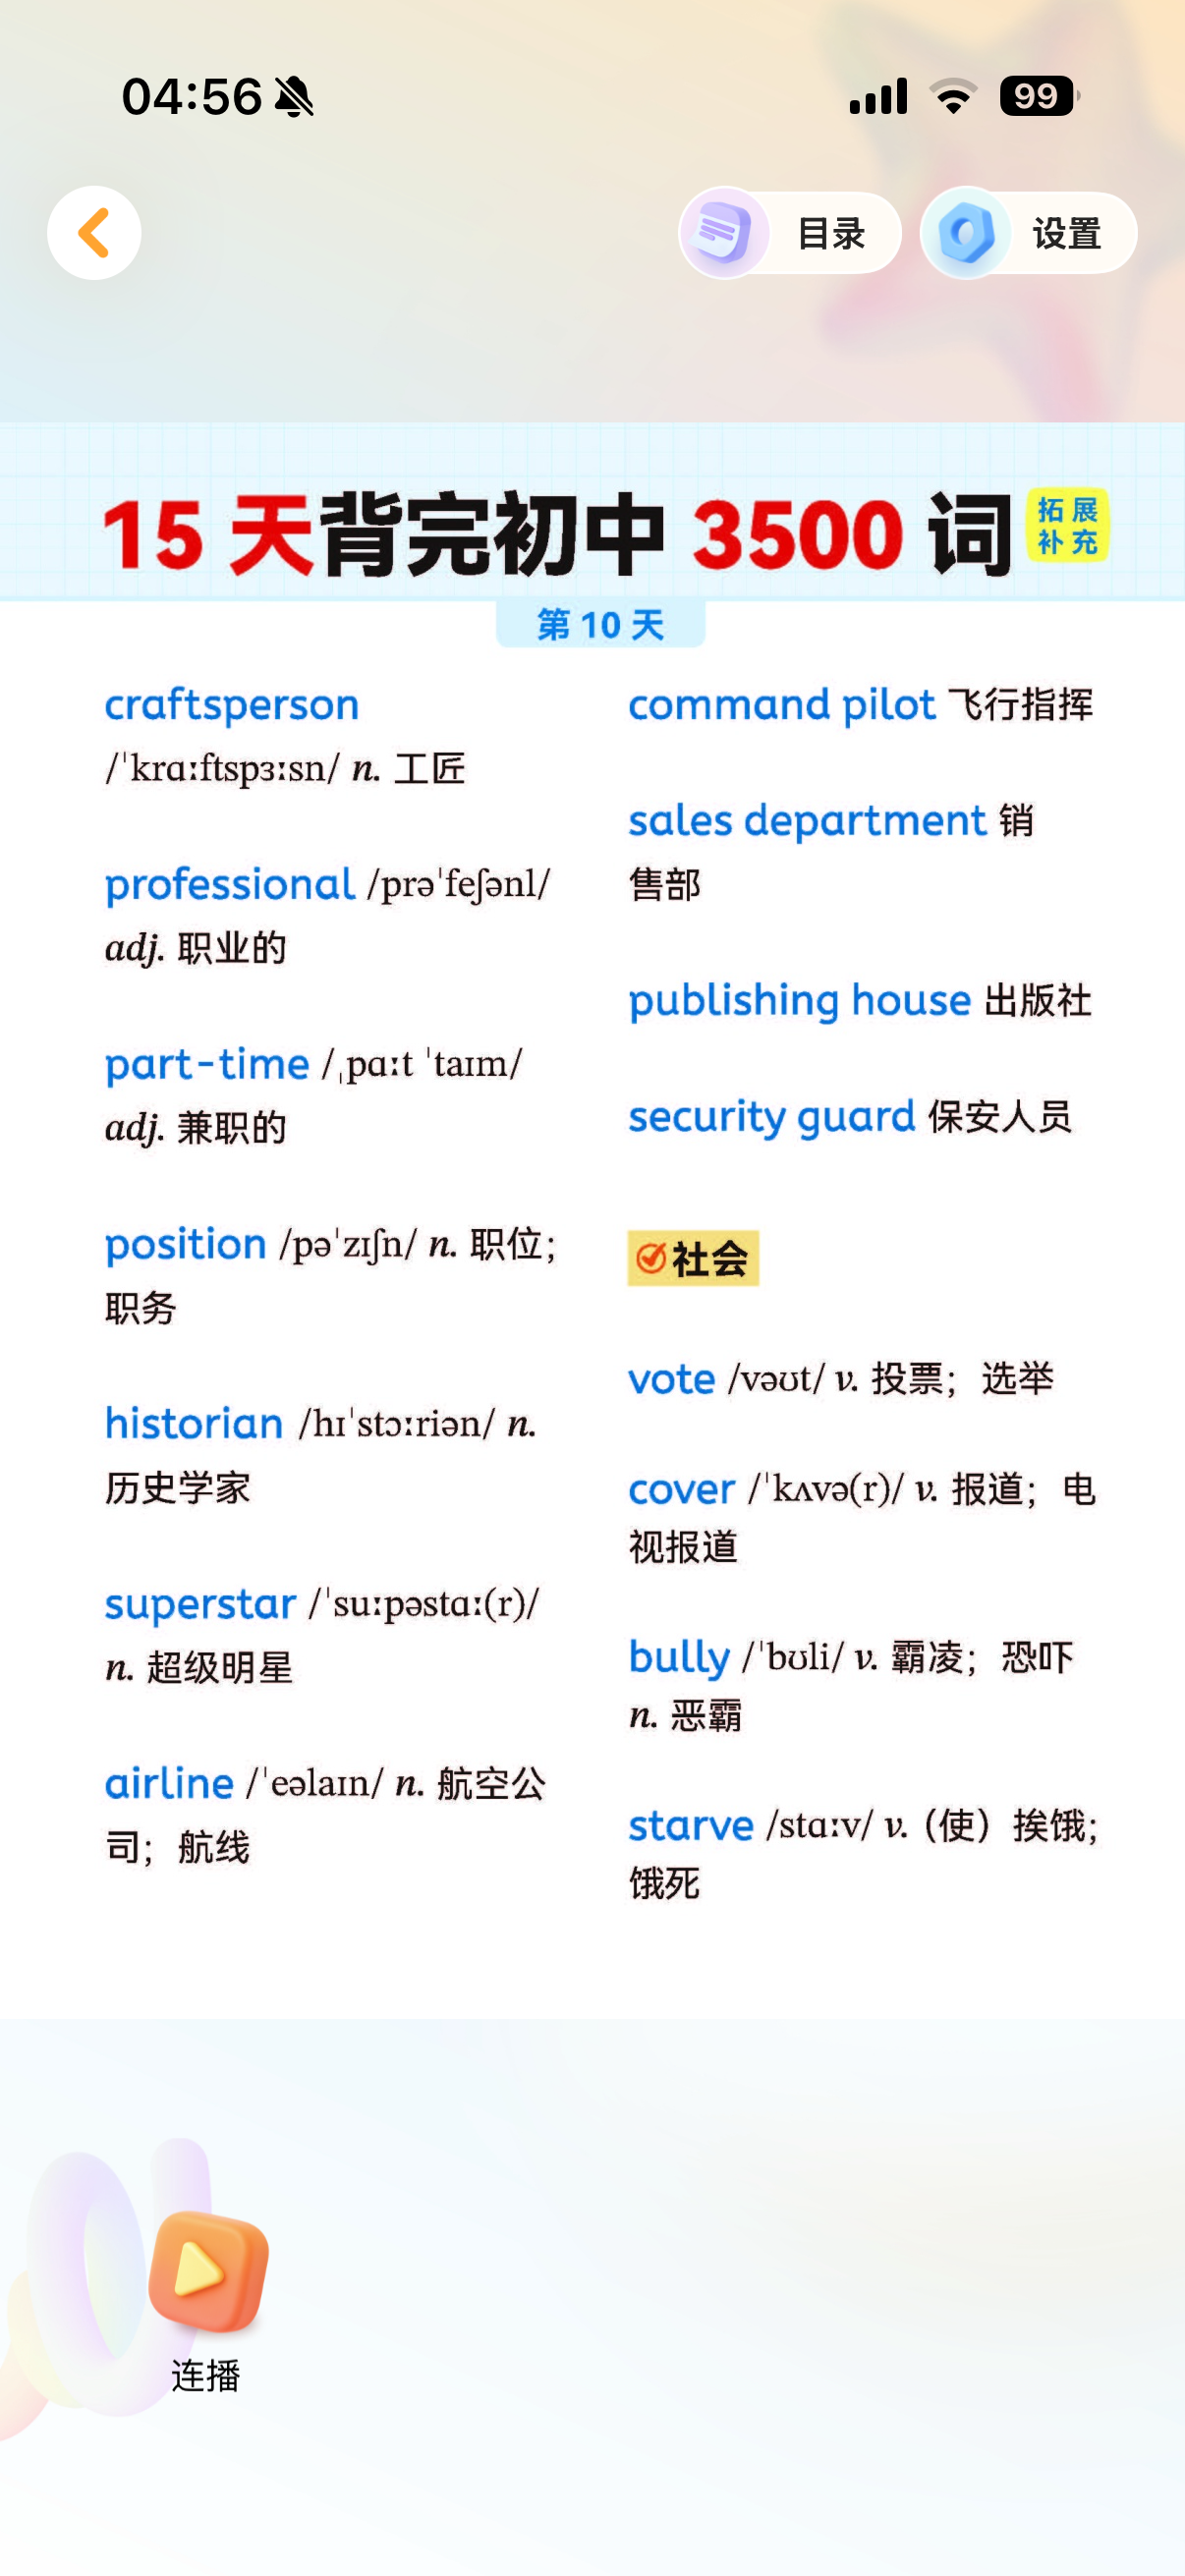 04:56
99
目录
设置
15 天背完初中 3500 词
拓展
补充
第 10 天
craftsperson
/ˈkrɑːftspɜːsn/ n. 工匠
professional /prəˈfeʃənl/
adj. 职业的
part-time /ˌpɑːt ˈtaɪm/
adj. 兼职的
position /pəˈzɪʃn/ n. 职位；
职务
historian /hɪˈstɔːriən/ n.
历史学家
superstar /ˈsuːpəstɑː(r)/
n. 超级明星
airline /ˈeəlaɪn/ n. 航空公
司；航线
command pilot 飞行指挥
sales department 销
售部
publishing house 出版社
security guard 保安人员
社会
vote /vəʊt/ v. 投票；选举
cover /ˈkʌvə(r)/ v. 报道；电
视报道
bully /ˈbʊli/ v. 霸凌；恐吓
n. 恶霸
starve /stɑːv/ v.（使）挨饿；
饿死
连播